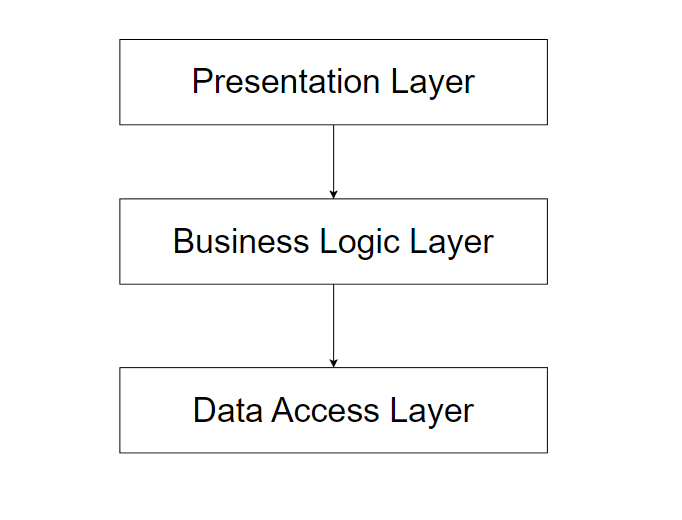 Presentation Layer
Business Logic Layer
Data Access Layer